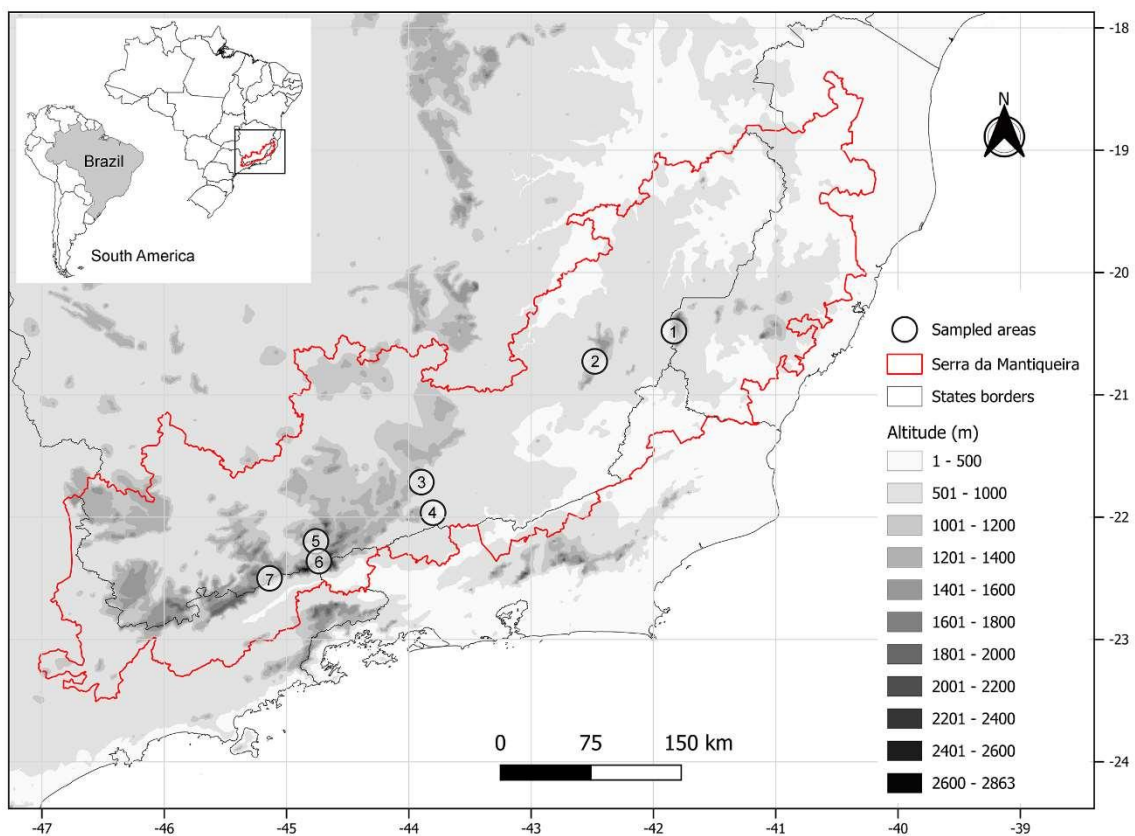 Brazil
South America
N
Sampled areas
Serra da Mantiqueira
States borders
Altitude (m)
1 - 500
501 - 1000
1001 - 1200
1201 - 1400
1401 - 1600
1601 - 1800
1801 - 2000
2001 - 2200
2201 - 2400
2401 - 2600
2600 - 2863
1
2
3
4
5
6
7
0 75 150 km
-18
-19
-20
-21
-22
-23
-24
-47 -46 -45 -44 -43 -42 -41 -40 -39